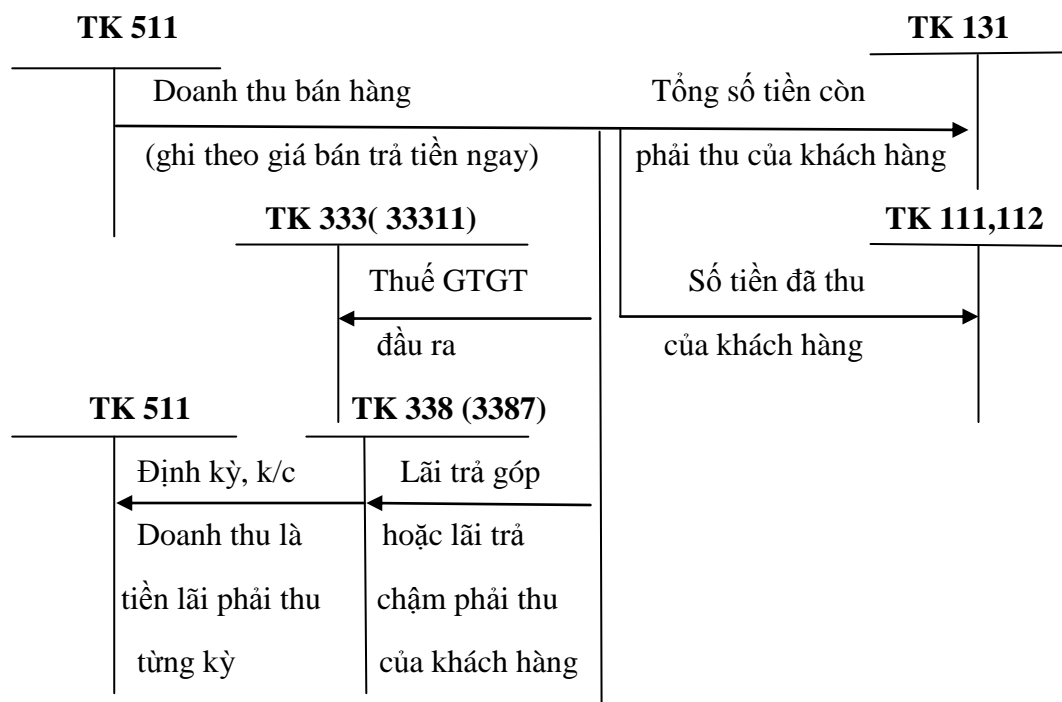 TK 511 TK 131
Doanh thu bán hàng Tổng số tiền còn
(ghi theo giá bán trả tiền ngay) phải thu của khách hàng
TK 333( 33311) TK 111,112
Thuế GTGT Số tiền đã thu
đầu ra của khách hàng
TK 511 TK 338 (3387)
Định kỳ, k/c Lãi trả góp
Doanh thu là hoặc lãi trả
tiền lãi phải thu chậm phải thu
từng kỳ của khách hàng